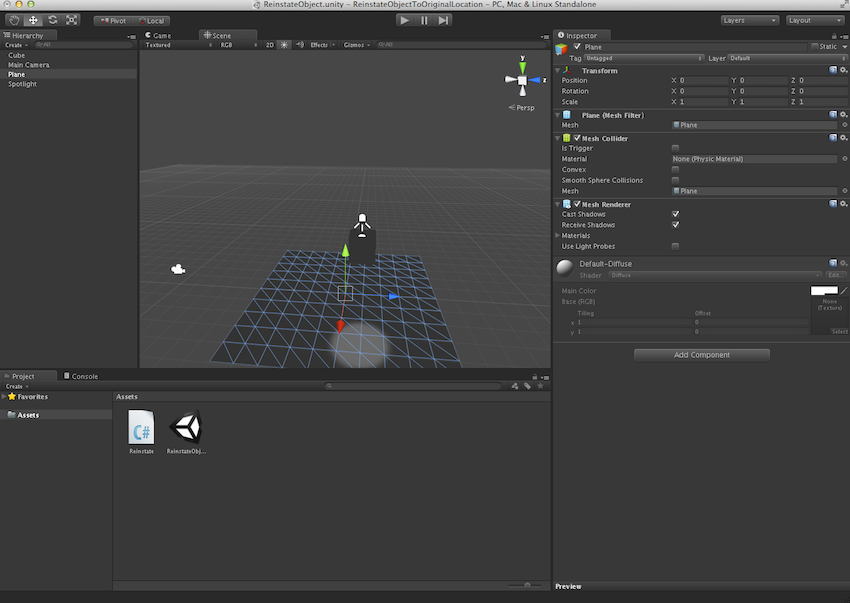 ReinstateObject.unity - ReinstateObjectToOriginalLocation - PC, Mac & Linux Standalone
Pivot Local Layers Layout
Hierarchy
Create All
Cube
Main Camera
Plane
Spotlight
Game Scene
Textured RGB 2D Effects Gizmos All
y
z
Persp
Inspector
Plane Static
Tag Untagged Layer Default
Transform
Position X 0 Y 0 Z 0
Rotation X 0 Y 0 Z 0
Scale X 1 Y 1 Z 1
Plane (Mesh Filter)
Mesh Plane
Mesh Collider
Is Trigger
Material None (Physic Material)
Convex
Smooth Sphere Collisions
Mesh Plane
Mesh Renderer
Cast Shadows
Receive Shadows
Materials
Use Light Probes
Default-Diffuse
Shader Diffuse Edit...
Main Color
Base (RGB) None
(Texture)
Tiling Offset
x 1 0
y 1 0 Select
Add Component
Preview
Project Console
Create
Favorites
Assets
Assets
C#
Reinstate ReinstateObj...